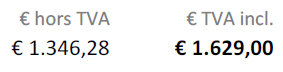 € hors TVA € TVA incl.
€ 1.346,28 € 1.629,00